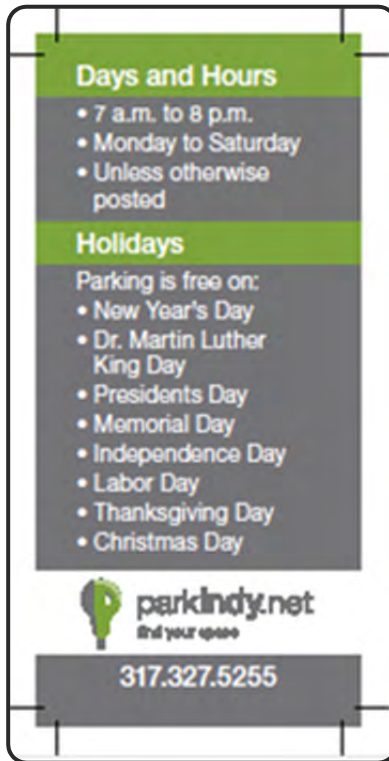 Days and Hours
• 7 a.m. to 8 p.m.
• Monday to Saturday
• Unless otherwise
posted
Holidays
Parking is free on:
• New Year's Day
• Dr. Martin Luther
King Day
• Presidents Day
• Memorial Day
• Independence Day
• Labor Day
• Thanksgiving Day
• Christmas Day
parkIndy.net
find your space
317.327.5255